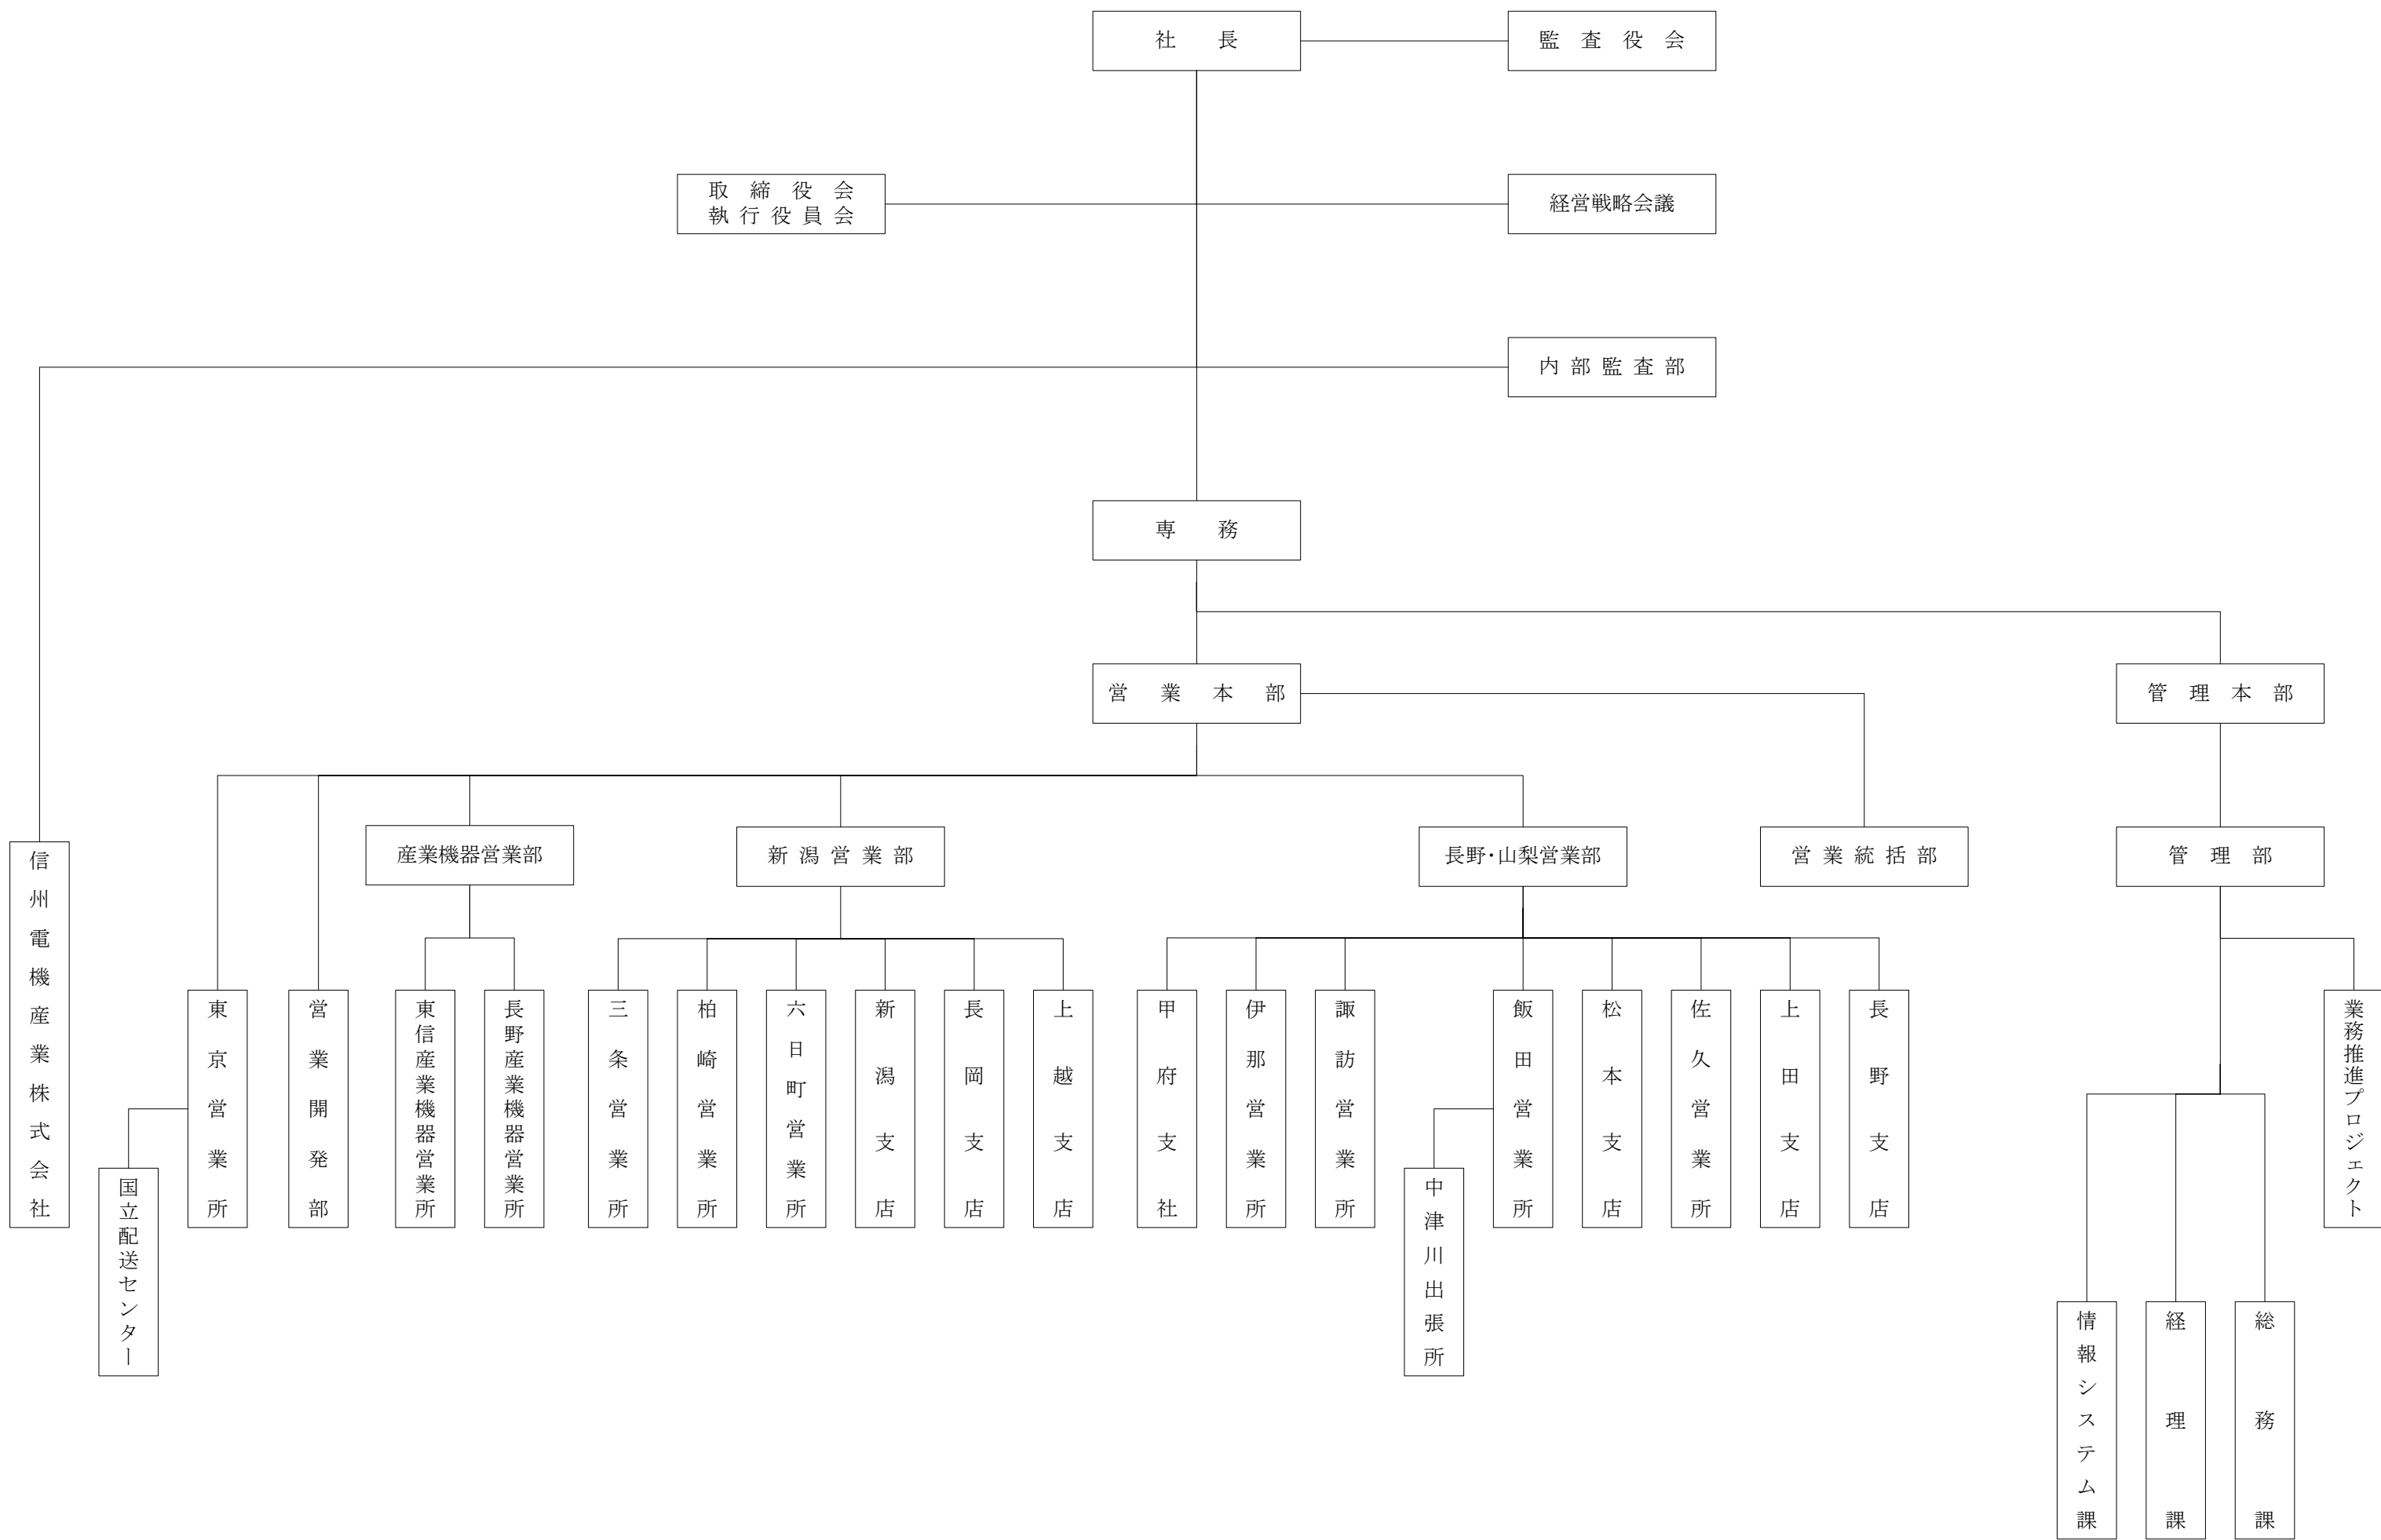 社長
監査役会
取締役会
執行役員会
経営戦略会議
内部監査部
専務
営業本部
管理本部
産業機器営業部
新潟営業部
長野・山梨営業部
営業統括部
管理部
信州電機産業株式会社
東京営業所
営業開発部
東信産業機器営業所
長野産業機器営業所
三条営業所
柏崎営業所
六日町営業所
新潟支店
長岡支店
上越支店
甲府支社
伊那営業所
諏訪営業所
飯田営業所
松本支店
佐久営業所
上田支店
長野支店
業務推進プロジェクト
国立配送センター
中津川出張所
情報システム課
経理課
総務課